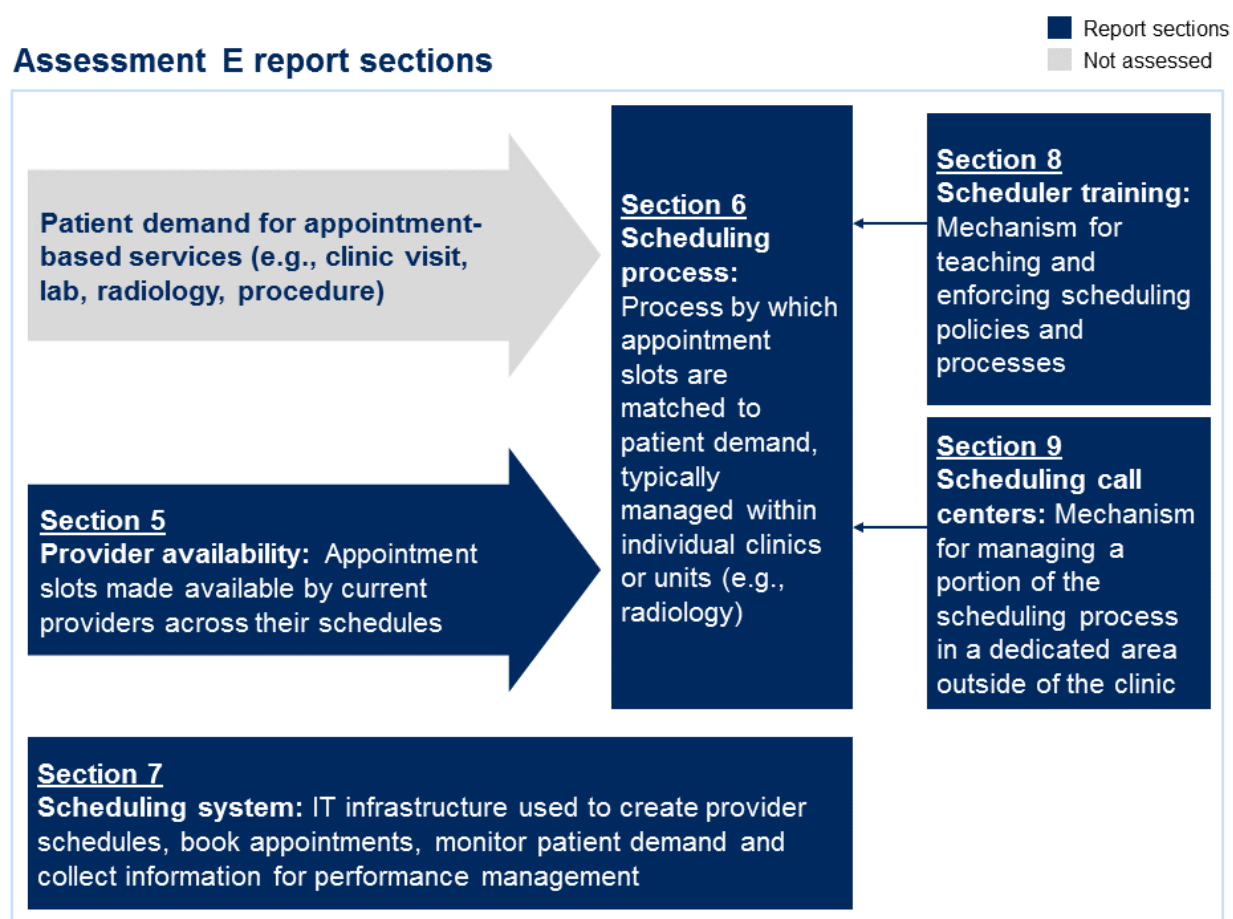 Report sections
Not assessed
Assessment E report sections
Patient demand for appointment-
based services (e.g., clinic visit,
lab, radiology, procedure)
Section 5
Provider availability: Appointment
slots made available by current
providers across their schedules
Section 6
Scheduling
process:
Process by which
appointment
slots are
matched to
patient demand,
typically
managed within
individual clinics
or units (e.g.,
radiology)
Section 8
Scheduler training:
Mechanism for
teaching and
enforcing scheduling
policies and
processes
Section 9
Scheduling call
centers: Mechanism
for managing a
portion of the
scheduling process
in a dedicated area
outside of the clinic
Section 7
Scheduling system: IT infrastructure used to create provider
schedules, book appointments, monitor patient demand and
collect information for performance management